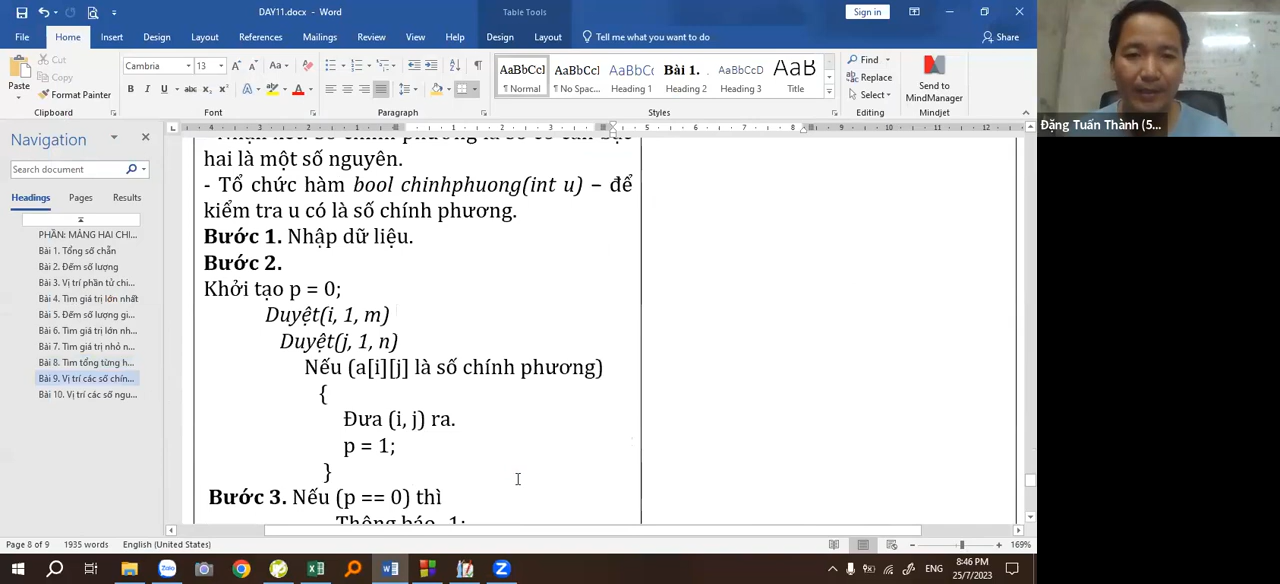 DAY11.docx - Word
Table Tools
Sign in
File Home Insert Design Layout References Mailings Review View Help Design Layout Tell me what you want to do Share
Cut
Copy
Format Painter
Paste
Clipboard
Cambria 13
Font
Paragraph
AaBbCcl AaBbCcl AaBbC( Bài 1. AaBbCcD AaB
¶ Normal ¶ No Spac... Heading 1 Heading 2 Heading 3 Title
Styles
Find
Replace
Select
Editing
Send to
MindManager
Mindjet
Đặng Tuấn Thành (5...
Navigation
Search document
Headings Pages Results
PHẦN: MẢNG HAI CHI...
Bài 1. Tổng số chẵn
Bài 2. Đếm số lượng
Bài 3. Vị trí phần tử chi...
Bài 4. Tìm giá trị lớn nhất
Bài 5. Đếm số lượng gi...
Bài 6. Tìm giá trị lớn nh...
Bài 7. Tìm giá trị nhỏ n...
Bài 8. Tìm tổng từng h...
Bài 9. Vị trí các số chín...
Bài 10. Vị trí các số ngu...
hai là một số nguyên.
- Tổ chức hàm bool chinhphuong(int u) – để
kiểm tra u có là số chính phương.
Bước 1. Nhập dữ liệu.
Bước 2.
Khởi tạo p = 0;
Duyệt(i, 1, m)
Duyệt(j, 1, n)
Nếu (a[i][j] là số chính phương)
{
Đưa (i, j) ra.
p = 1;
}
Bước 3. Nếu (p == 0) thì
Thông báo -1;
Page 8 of 9 1935 words English (United States) 169%
ENG
8:46 PM
25/7/2023